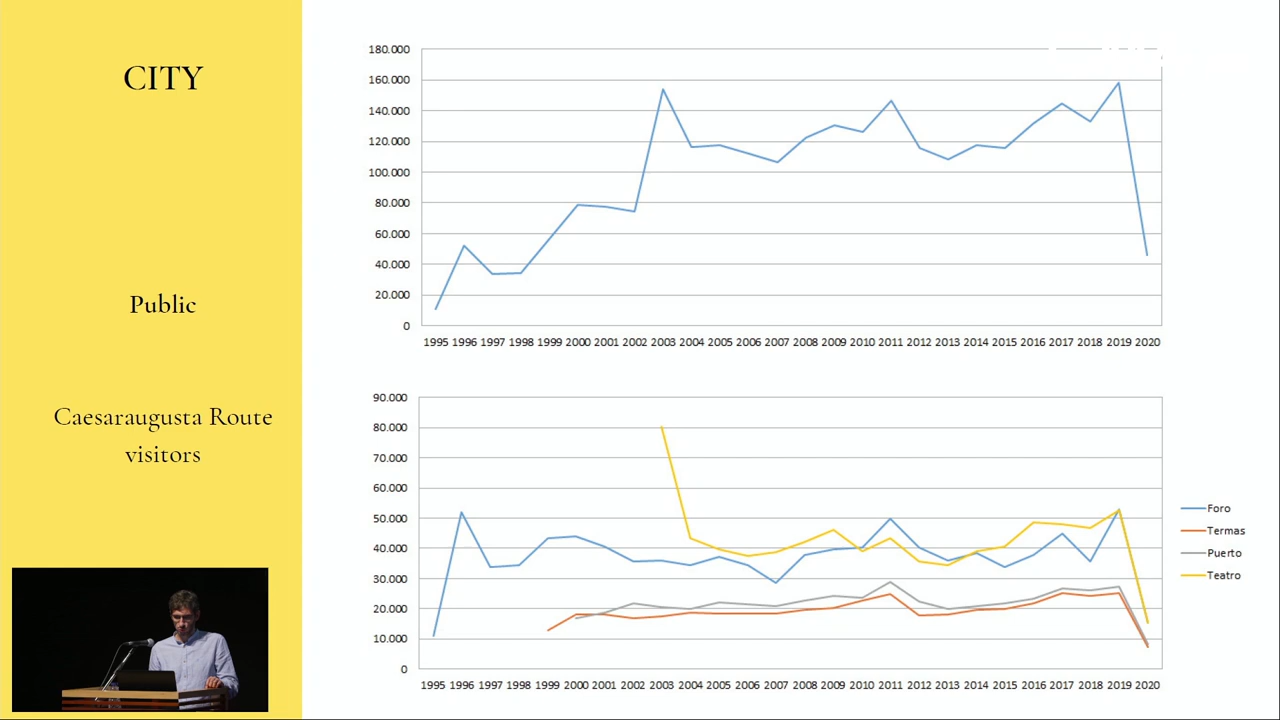 CITY
Public
Caesaraugusta Route
visitors
180.000
160.000
140.000
120.000
100.000
80.000
60.000
40.000
20.000
0
1995 1996 1997 1998 1999 2000 2001 2002 2003 2004 2005 2006 2007 2008 2009 2010 2011 2012 2013 2014 2015 2016 2017 2018 2019 2020
90.000
80.000
70.000
60.000
50.000
40.000
30.000
20.000
10.000
0
1995 1996 1997 1998 1999 2000 2001 2002 2003 2004 2005 2006 2007 2008 2009 2010 2011 2012 2013 2014 2015 2016 2017 2018 2019 2020
Foro
Termas
Puerto
Teatro